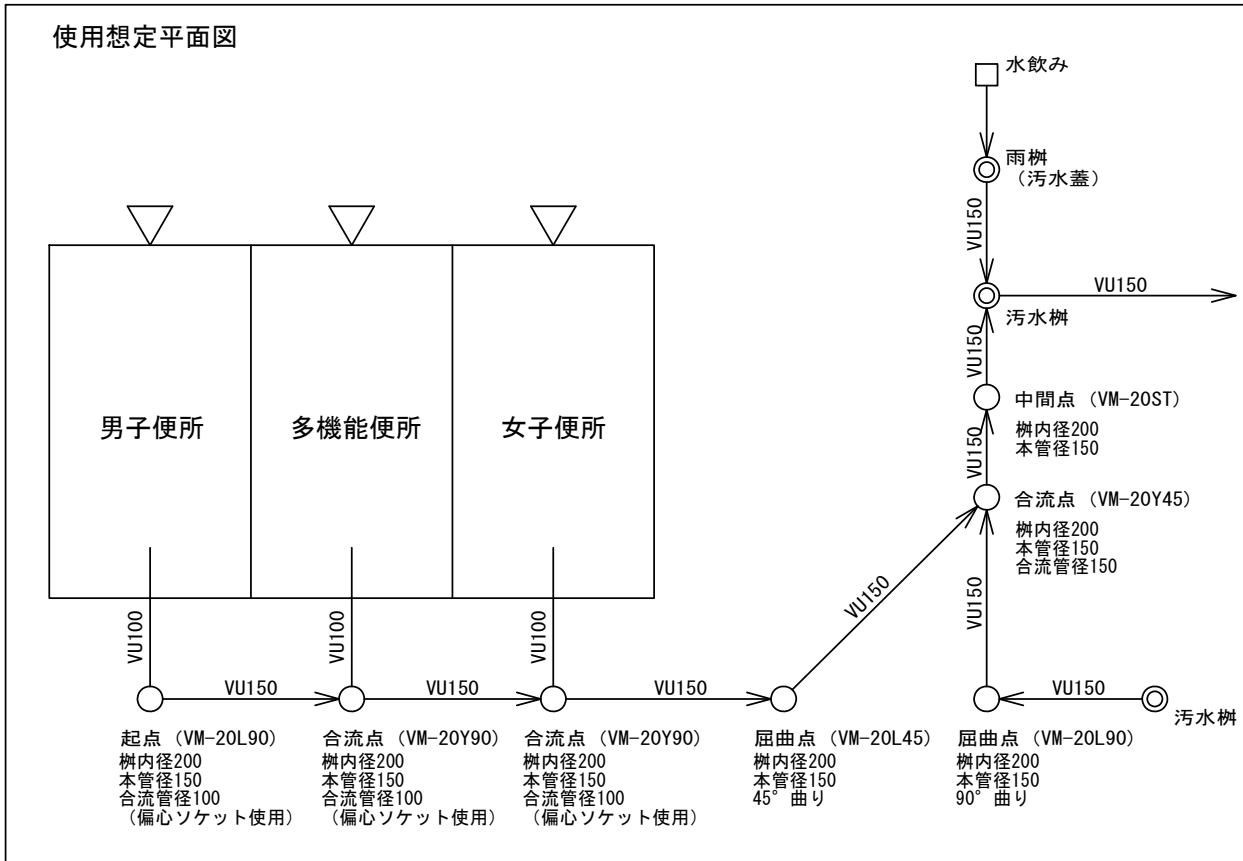 使用想定平面図
水飲み
雨桝
（汚水蓋）
VU150
VU150
汚水桝
VU150
中間点（VM-20ST）
桝内径200
本管径150
VU150
合流点（VM-20Y45）
桝内径200
本管径150
合流管径150
男子便所
多機能便所
女子便所
VU100
VU100
VU100
VU150
VU150
VU150
VU150
VU150
VU150
汚水桝
起点（VM-20L90）
桝内径200
本管径150
合流管径100
（偏心ソケット使用）
合流点（VM-20Y90）
桝内径200
本管径150
合流管径100
（偏心ソケット使用）
合流点（VM-20Y90）
桝内径200
本管径150
合流管径100
（偏心ソケット使用）
屈曲点（VM-20L45）
桝内径200
本管径150
45°曲り
屈曲点（VM-20L90）
桝内径200
本管径150
90°曲り